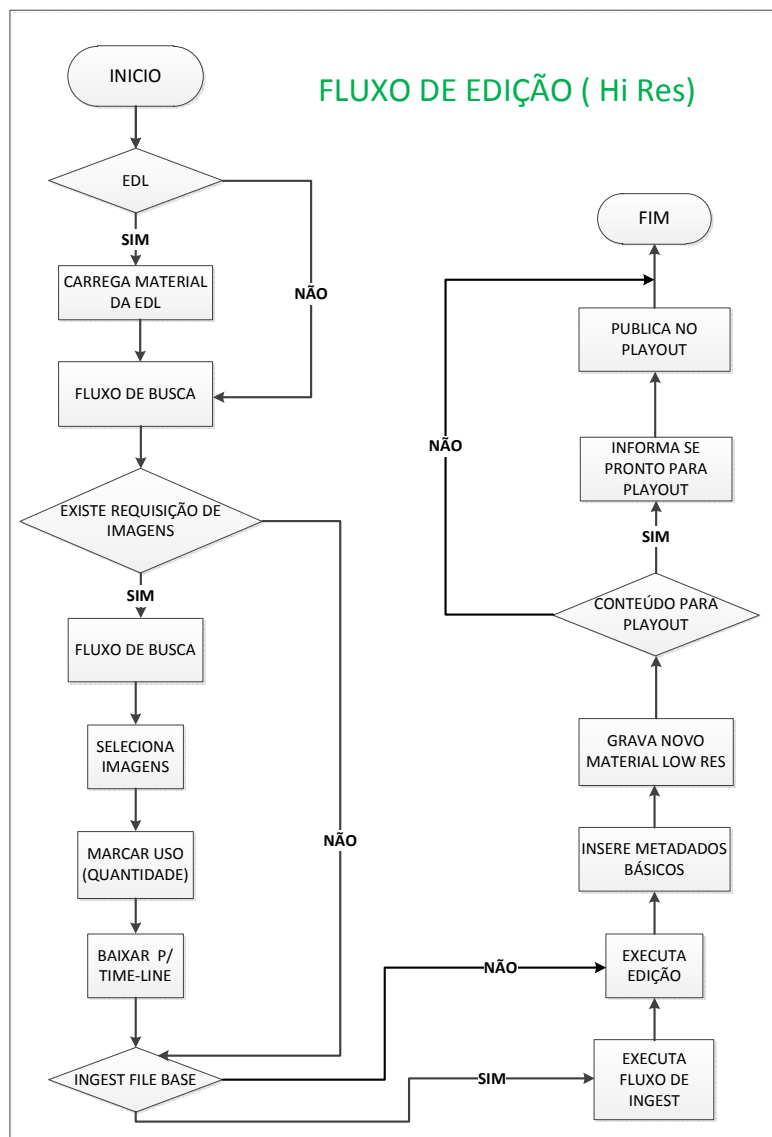 FLUXO DE EDIÇÃO ( Hi Res)
INICIO
EDL
SIM
NÃO
CARREGA MATERIAL
DA EDL
FLUXO DE BUSCA
EXISTE REQUISIÇÃO DE
IMAGENS
SIM
NÃO
FLUXO DE BUSCA
SELECIONA
IMAGENS
MARCAR USO
(QUANTIDADE)
BAIXAR P/
TIME-LINE
INGEST FILE BASE
NÃO
SIM
EXECUTA
FLUXO DE
INGEST
EXECUTA
EDIÇÃO
INSERE METADADOS
BÁSICOS
GRAVA NOVO
MATERIAL LOW RES
CONTEÚDO PARA
PLAYOUT
SIM
NÃO
INFORMA SE
PRONTO PARA
PLAYOUT
PUBLICA NO
PLAYOUT
FIM